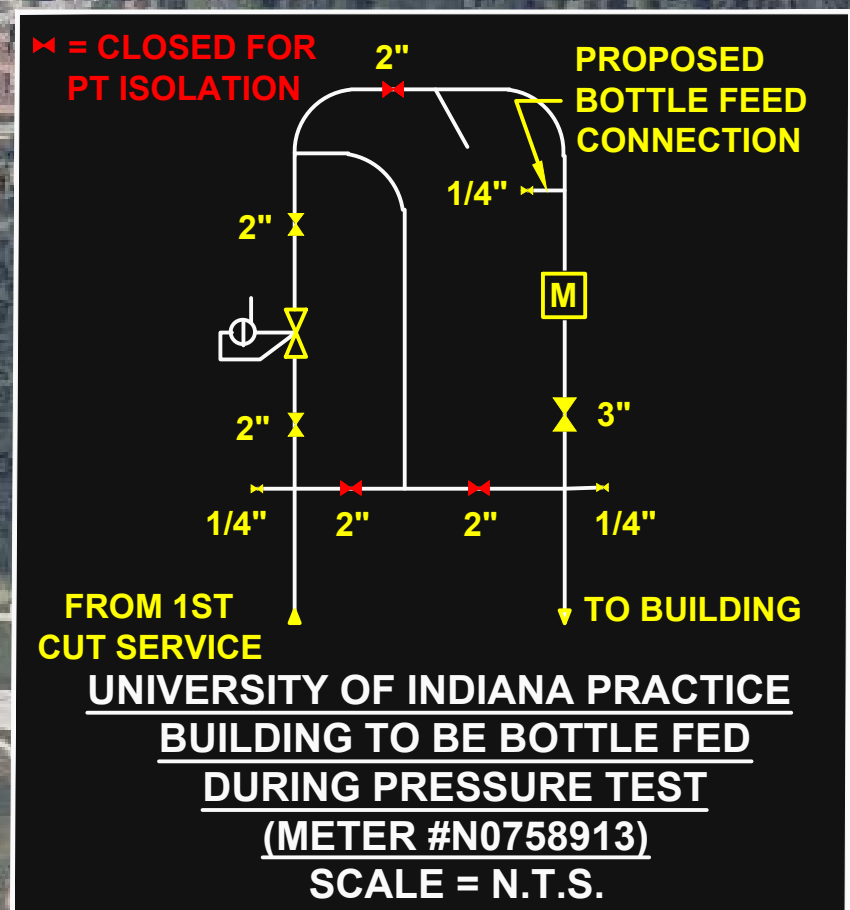 = CLOSED FOR
PT ISOLATION
2"
PROPOSED
BOTTLE FEED
CONNECTION
1/4"
2"
M
2"
3"
1/4"
2"
2"
1/4"
FROM 1ST
CUT SERVICE
TO BUILDING
UNIVERSITY OF INDIANA PRACTICE
BUILDING TO BE BOTTLE FED
DURING PRESSURE TEST
(METER #N0758913)
SCALE = N.T.S.